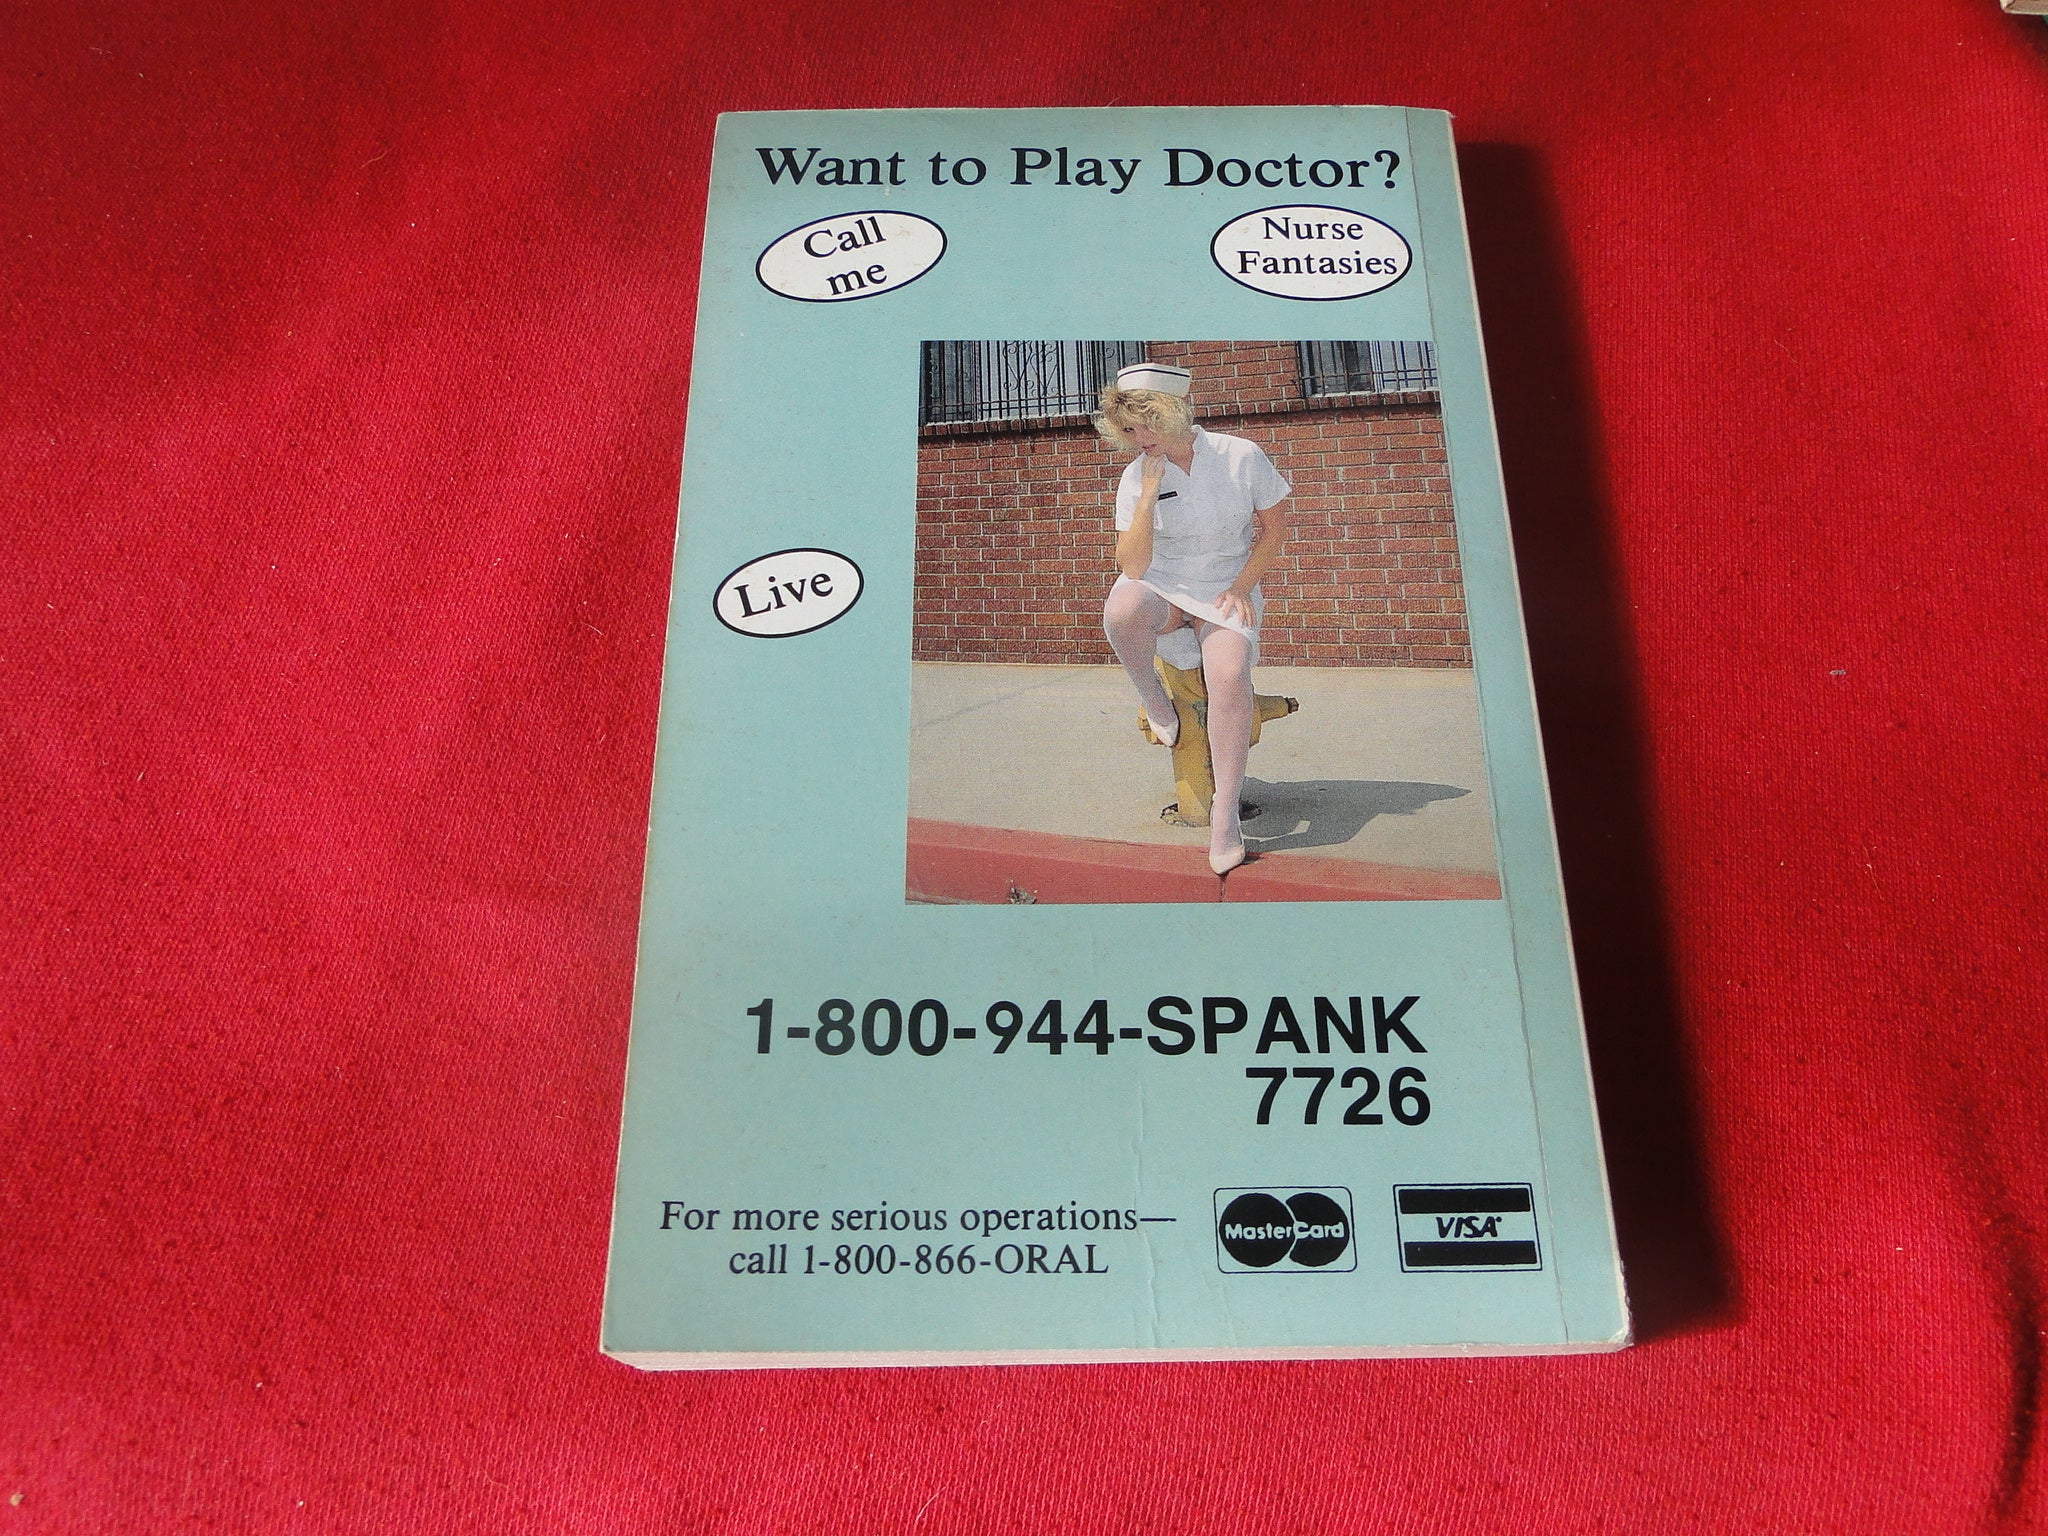 Want to Play Doctor?
Call
me
Nurse
Fantasies
Live
1-800-944-SPANK
7726
For more serious operations—
call 1-800-866-ORAL
MasterCard
VISA